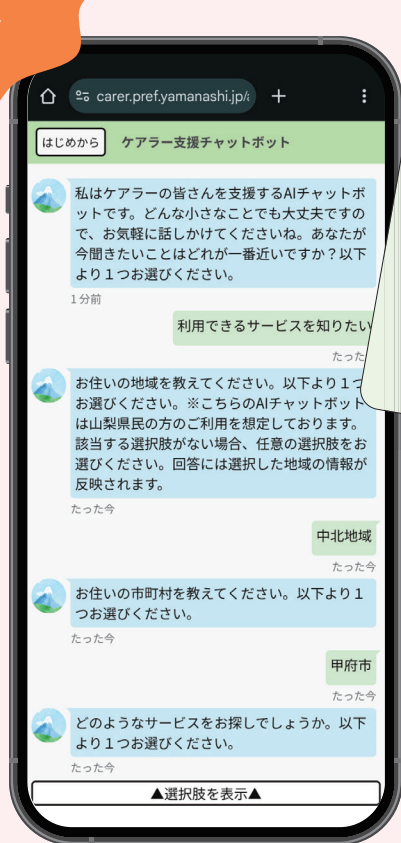 carer.pref.yamanashi.jp/
はじめから ケアラー支援チャットボット
私はケアラーの皆さんを支援するAIチャットボ
ットです。どんな小さなことでも大丈夫ですの
で、お気軽に話しかけてくださいね。あなたが
今聞きたいことはどれが一番近いですか？以下
より１つお選びください。
1分前
利用できるサービスを知りたい
たった
お住いの地域を教えてください。以下より１つ
お選びください。※こちらのAIチャットボット
は山梨県民の方のご利用を想定しております。
該当する選択肢がない場合、任意の選択肢をお
選びください。回答には選択した地域の情報が
反映されます。
たった今
中北地域
たった今
お住いの市町村を教えてください。以下より１
つお選びください。
たった今
甲府市
たった今
どのようなサービスをお探しでしょうか。以下
より１つお選びください。
たった今
▲選択肢を表示▲